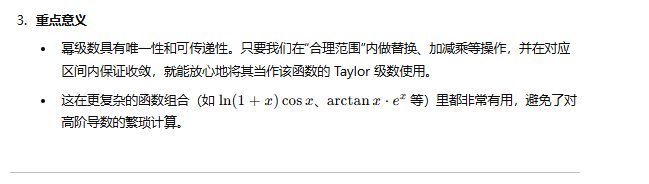 3. 重点意义
• 幂级数具有唯一性和可传递性。只要我们在“合理范围”内做替换、加减乘等操作，并在对应
区间内保证收敛，就能放心地将其当作该函数的 Taylor 级数使用。
• 这在更复杂的函数组合（如 ln(1 + x) cos x、arctan x · eˣ 等）里都非常有用，避免了对
高阶导数的繁琐计算。